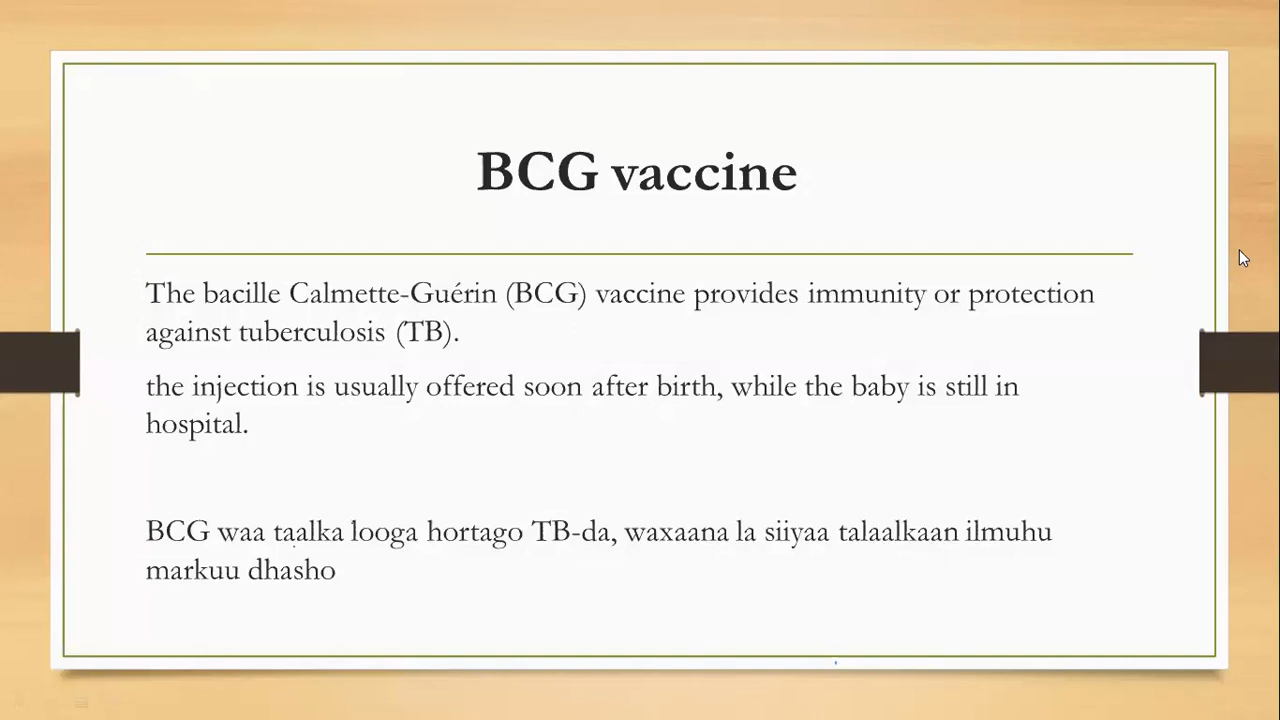 BCG vaccine
The bacille Calmette-Guérin (BCG) vaccine provides immunity or protection
against tuberculosis (TB).
the injection is usually offered soon after birth, while the baby is still in
hospital.
BCG waa taalka looga hortago TB-da, waxaana la siiyaa talaalkaan ilmuhu
markuu dhasho